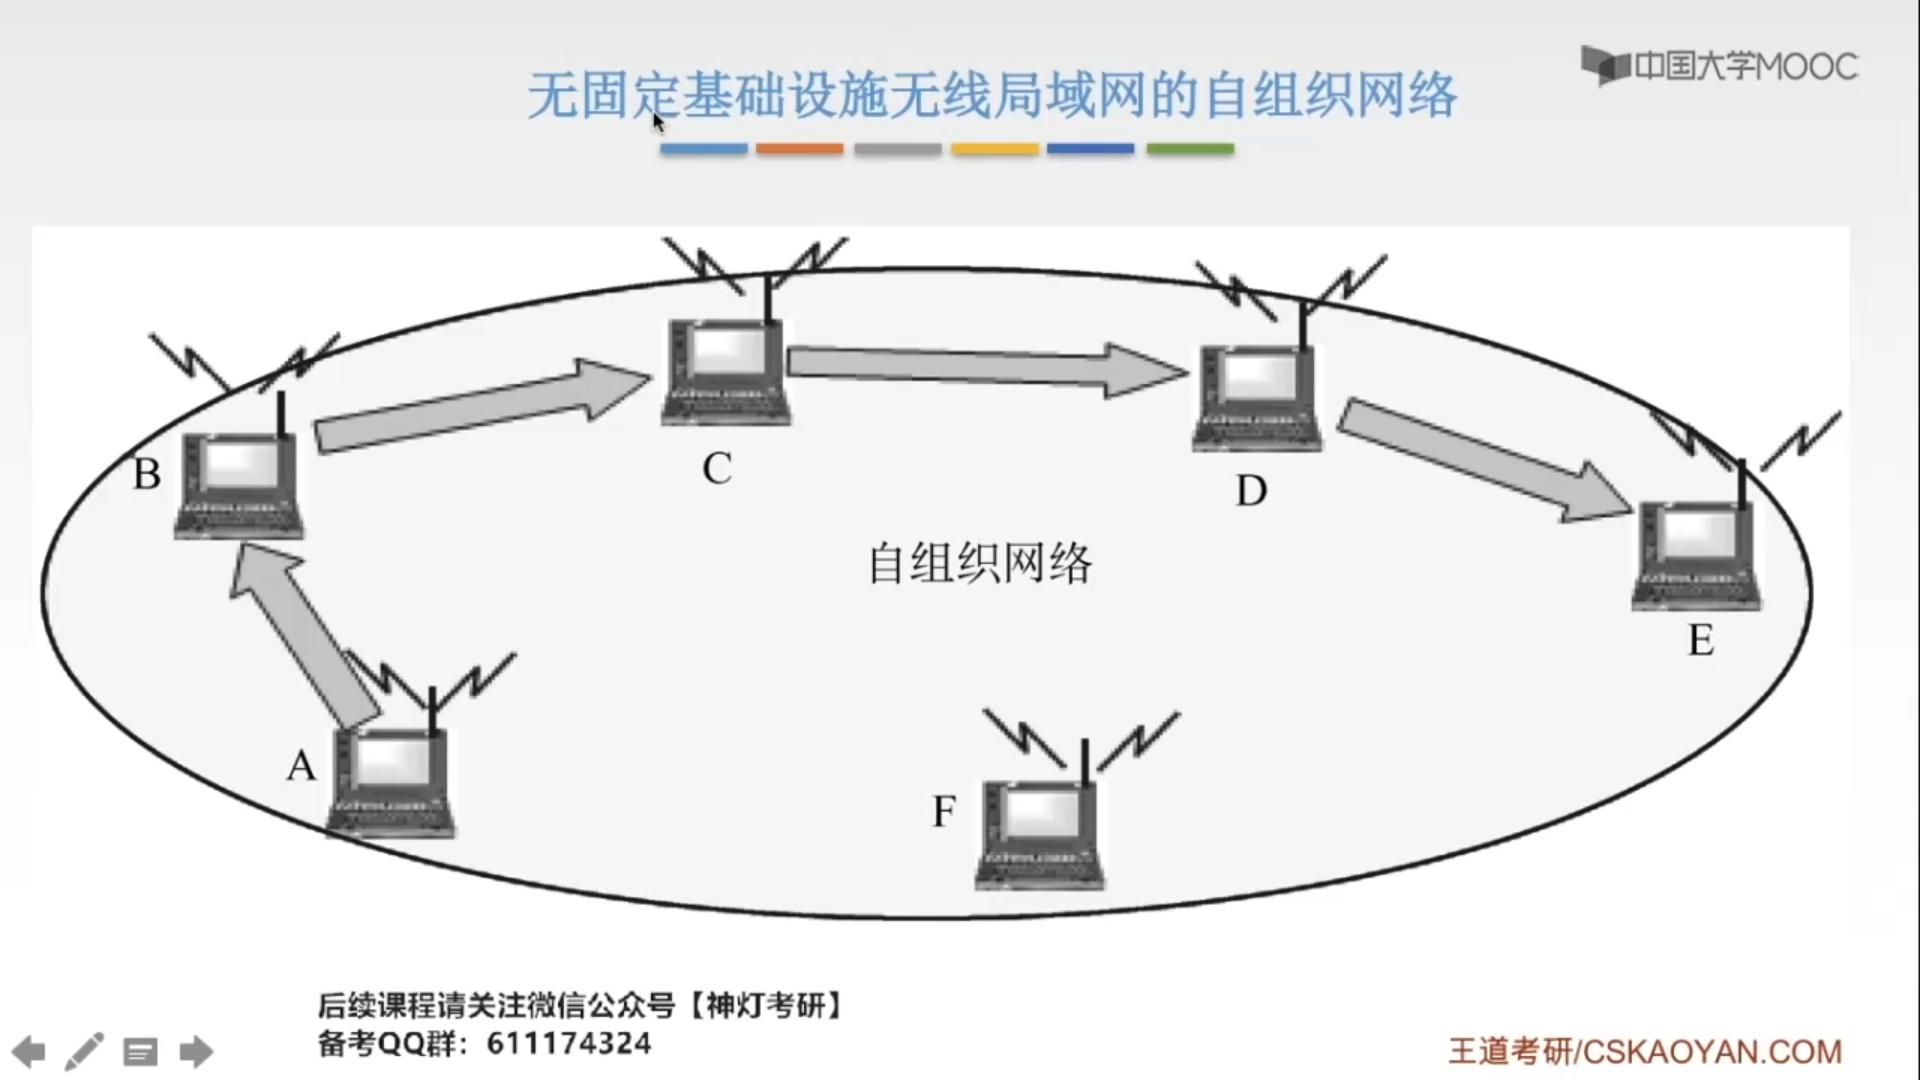 中国大学MOOC
无固定基础设施无线局域网的自组织网络
B
C
D
自组织网络
E
A
F
后续课程请关注微信公众号【神灯考研】
备考QQ群：611174324
王道考研/CSKAOYAN.COM